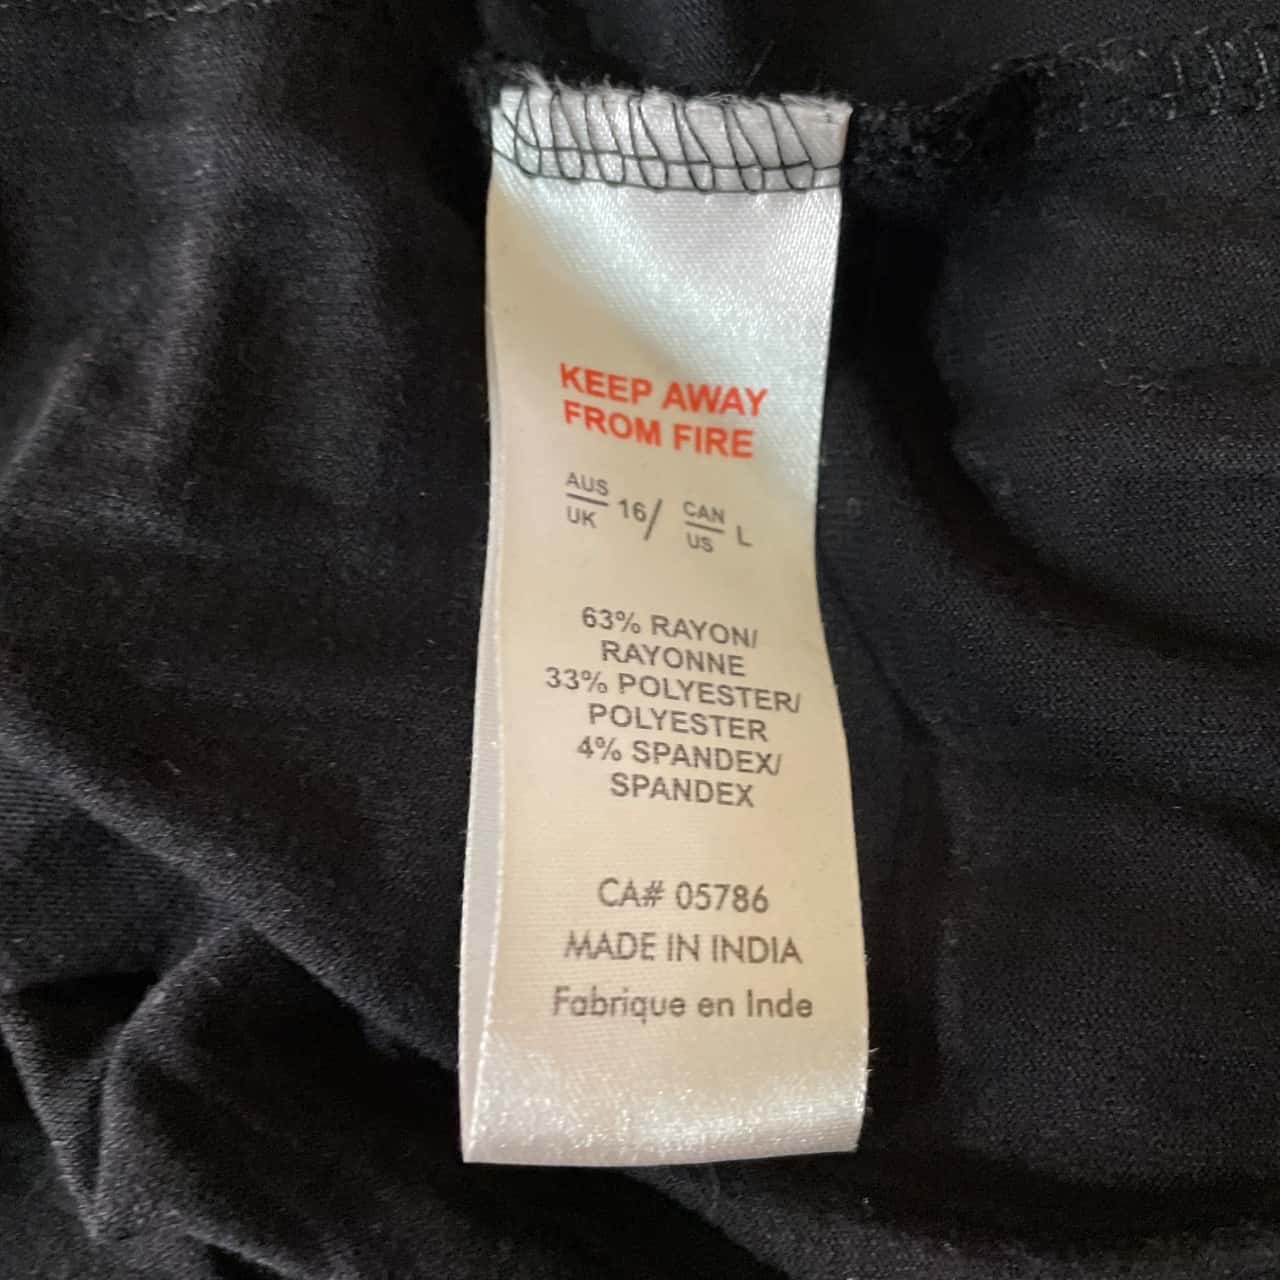 KEEP AWAY
FROM FIRE
AUS
UK
16/
CAN
US
L
63% RAYON/
RAYONNE
33% POLYESTER/
POLYESTER
4% SPANDEX/
SPANDEX
CA# 05786
MADE IN INDIA
Fabrique en Inde